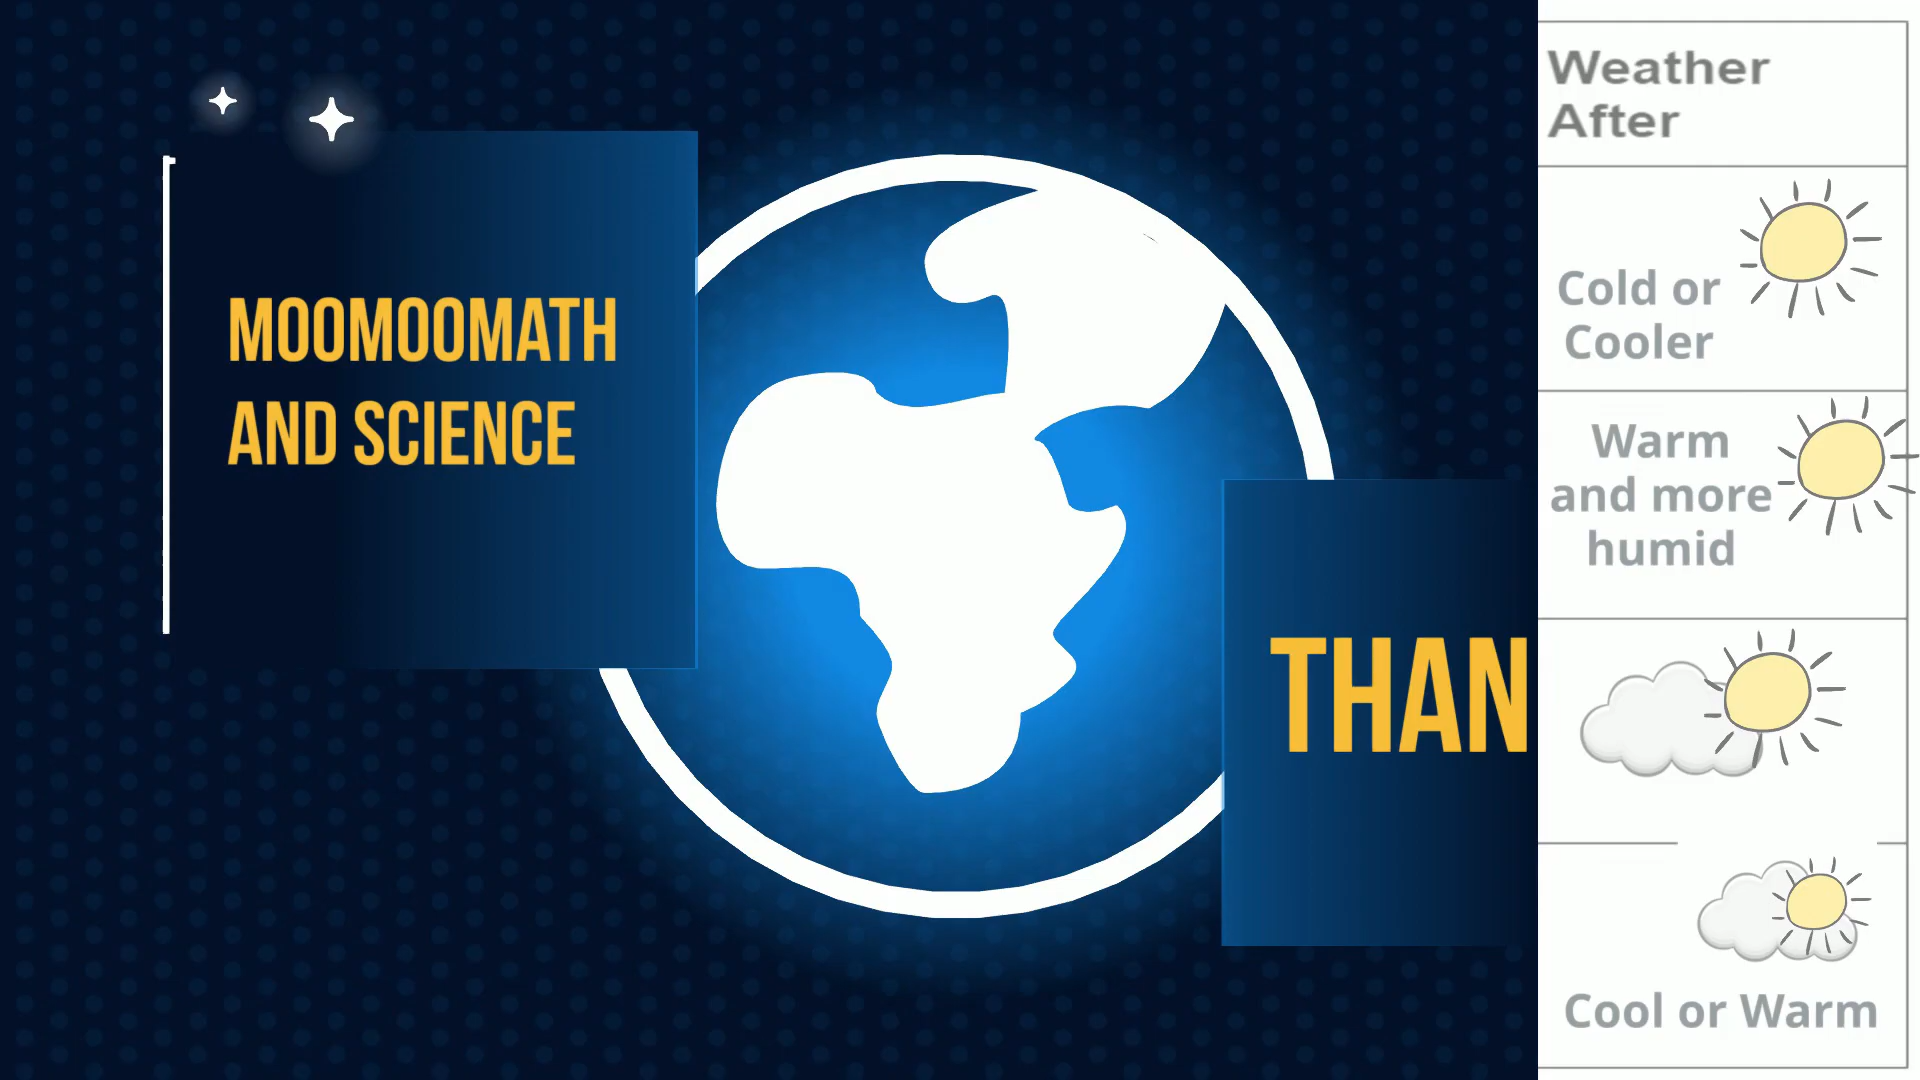 MOOMOOMATH
AND SCIENCE
THAN
Weather
After
Cold or
Cooler
Warm
and more
humid
Cool or Warm